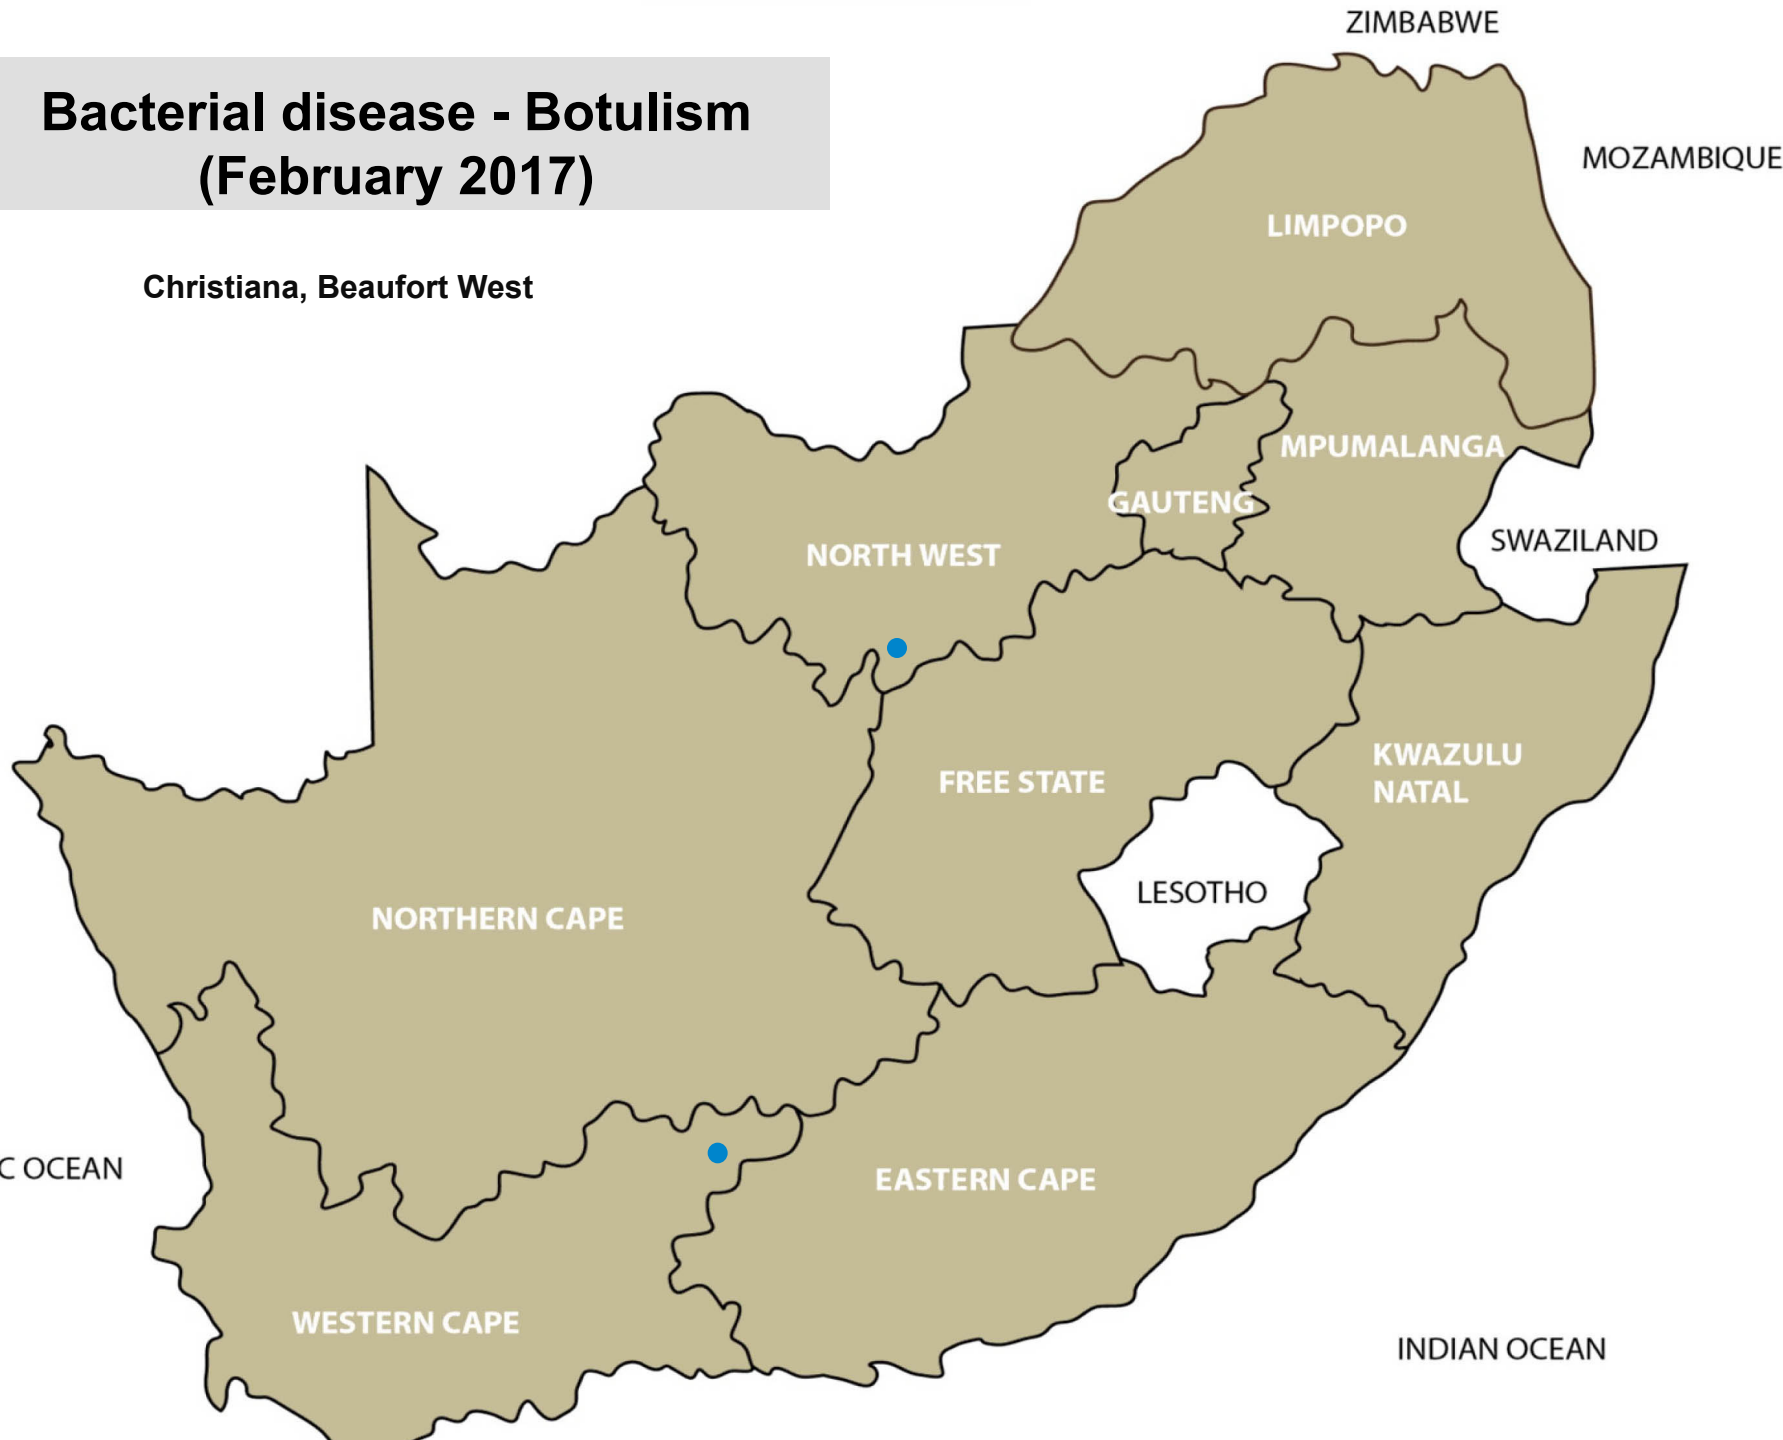 ZIMBABWE
Bacterial disease - Botulism
(February 2017)
MOZAMBIQUE
LIMPOPO
Christiana, Beaufort West
MPUMALANGA
GAUTENG
SWAZILAND
NORTH WEST
KWAZULU
NATAL
FREE STATE
LESOTHO
NORTHERN CAPE
C OCEAN
EASTERN CAPE
WESTERN CAPE
INDIAN OCEAN